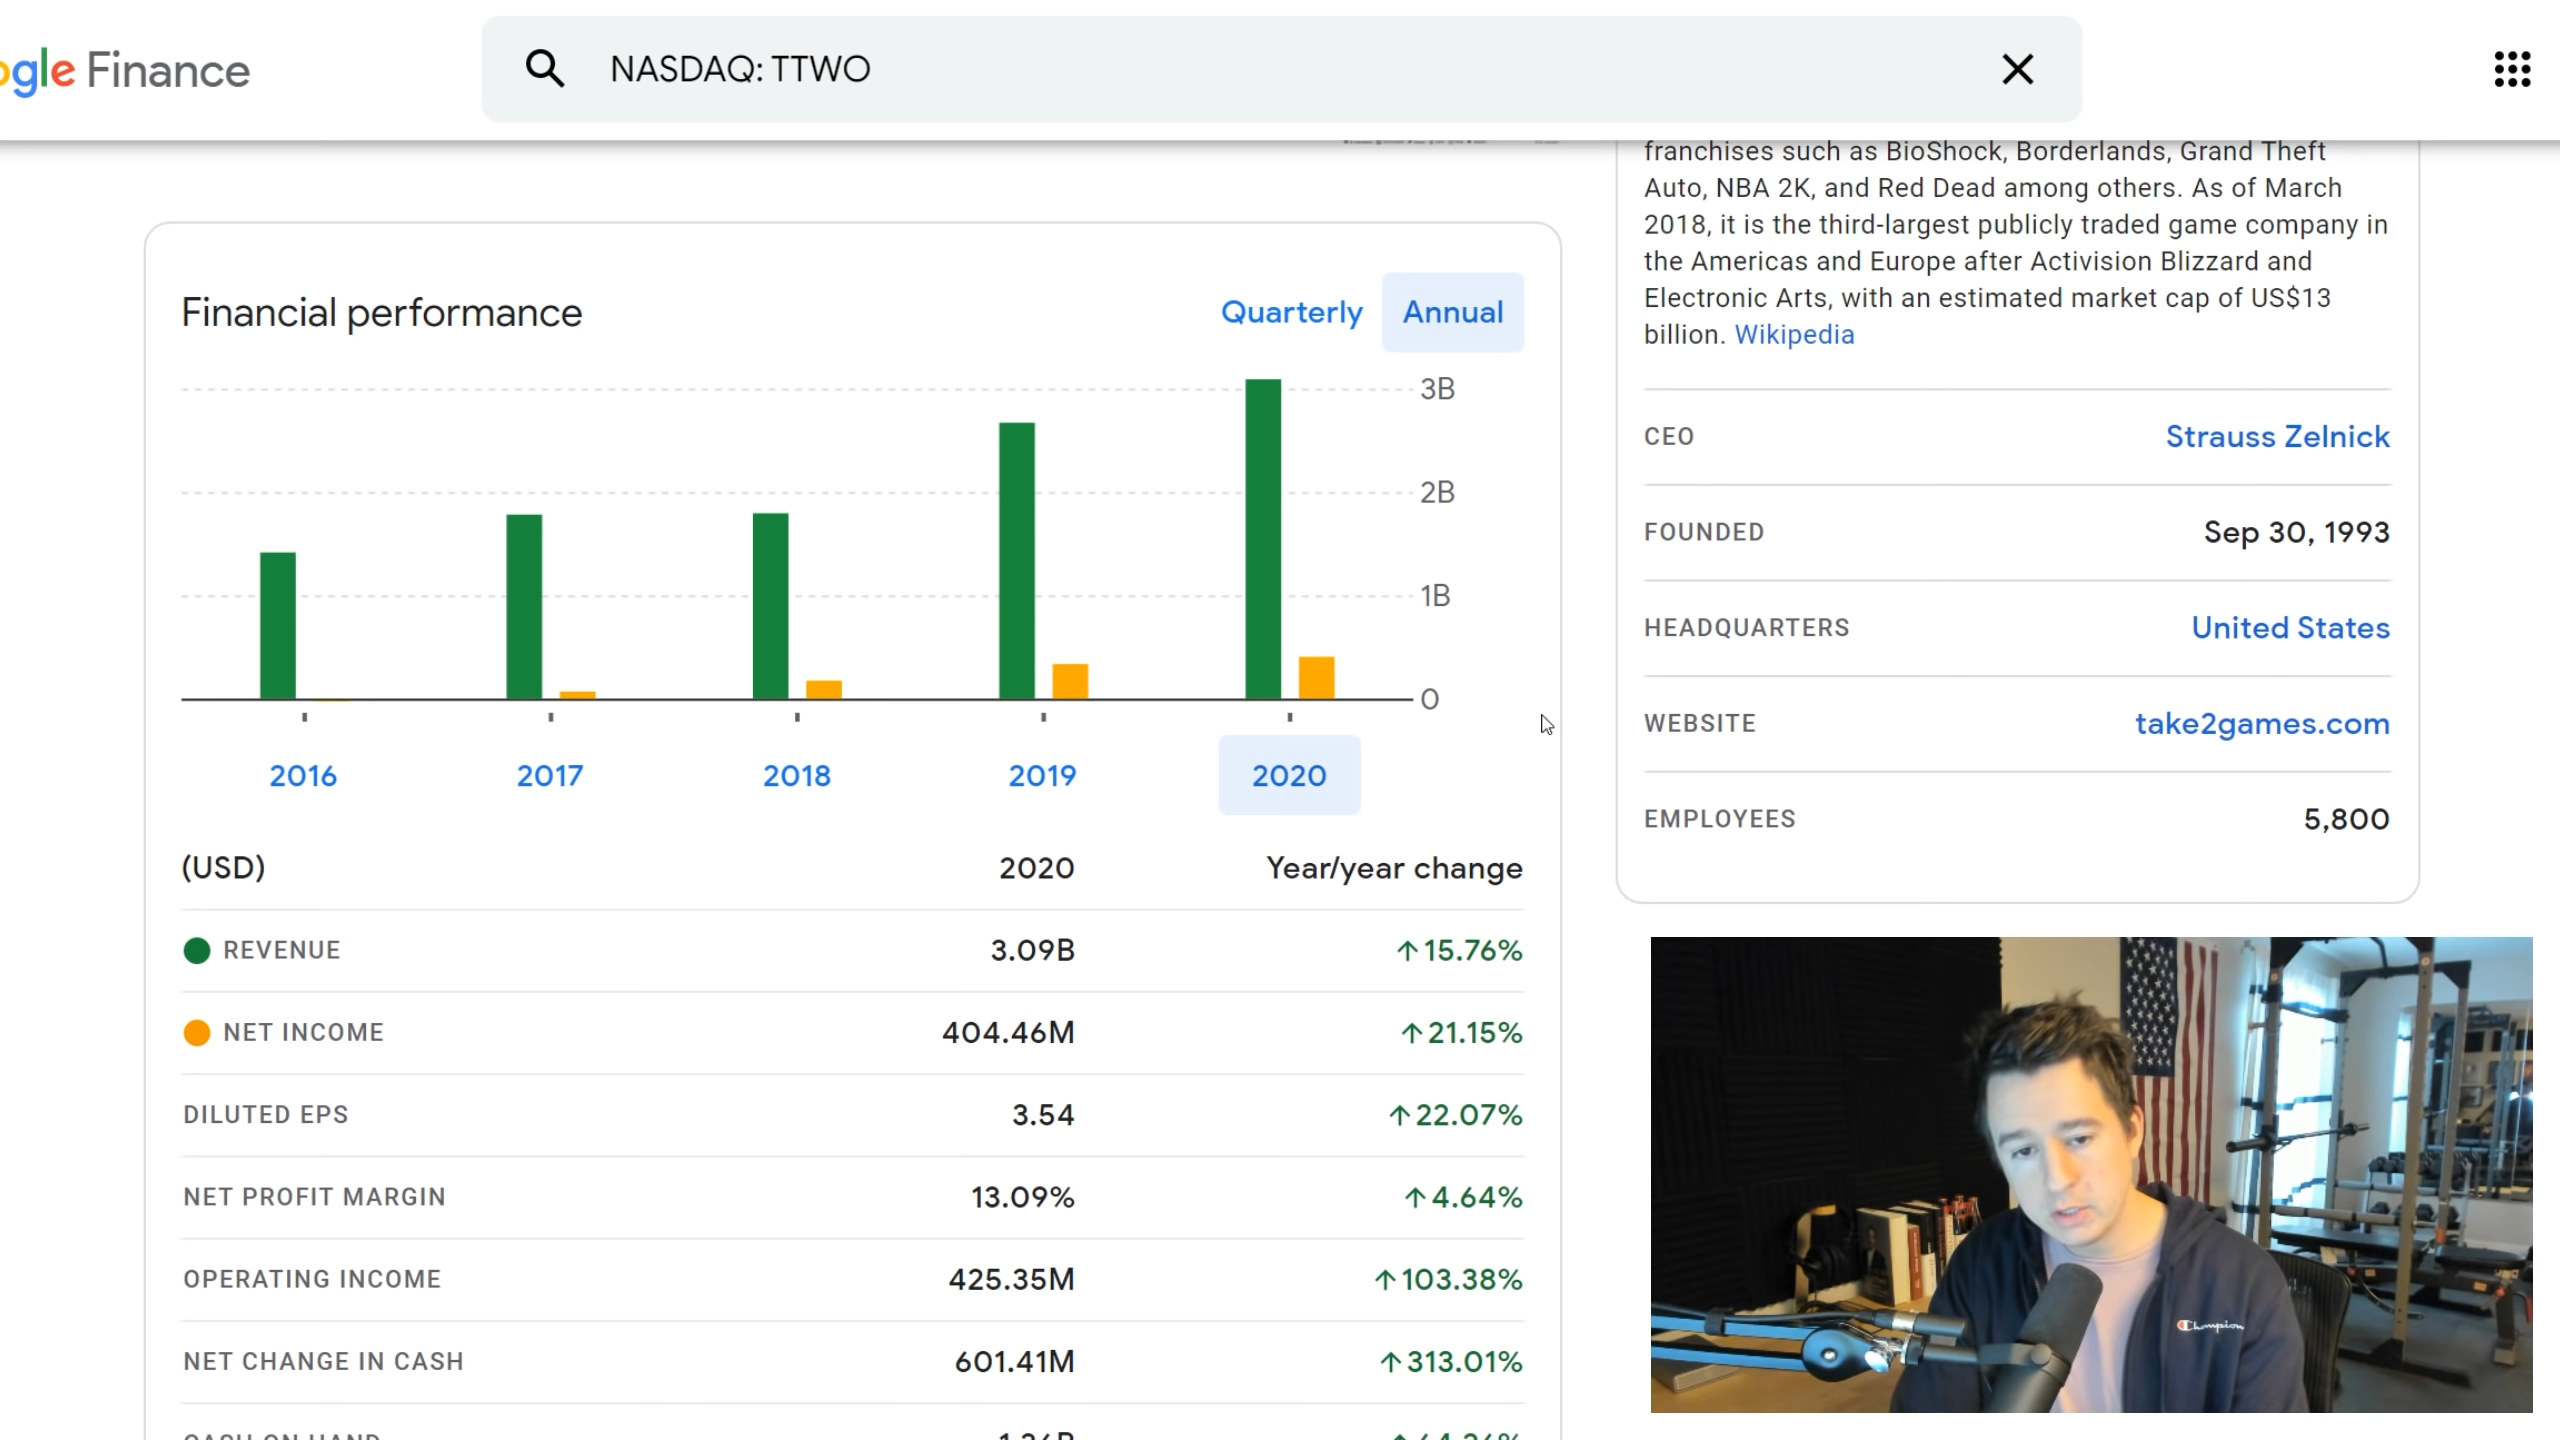 ogle Finance
NASDAQ: TTWO
franchises such as BioShock, Borderlands, Grand Theft
Auto, NBA 2K, and Red Dead among others. As of March
2018, it is the third-largest publicly traded game company in
the Americas and Europe after Activision Blizzard and
Electronic Arts, with an estimated market cap of US$13
billion. Wikipedia
Financial performance
Quarterly Annual
3B
2B
1B
0
2016 2017 2018 2019 2020
(USD) 2020 Year/year change
REVENUE 3.09B ↑15.76%
NET INCOME 404.46M ↑21.15%
DILUTED EPS 3.54 ↑22.07%
NET PROFIT MARGIN 13.09% ↑4.64%
OPERATING INCOME 425.35M ↑103.38%
NET CHANGE IN CASH 601.41M ↑313.01%
CASH ON HAND
CEO Strauss Zelnick
FOUNDED Sep 30, 1993
HEADQUARTERS United States
WEBSITE take2games.com
EMPLOYEES 5,800
Champion